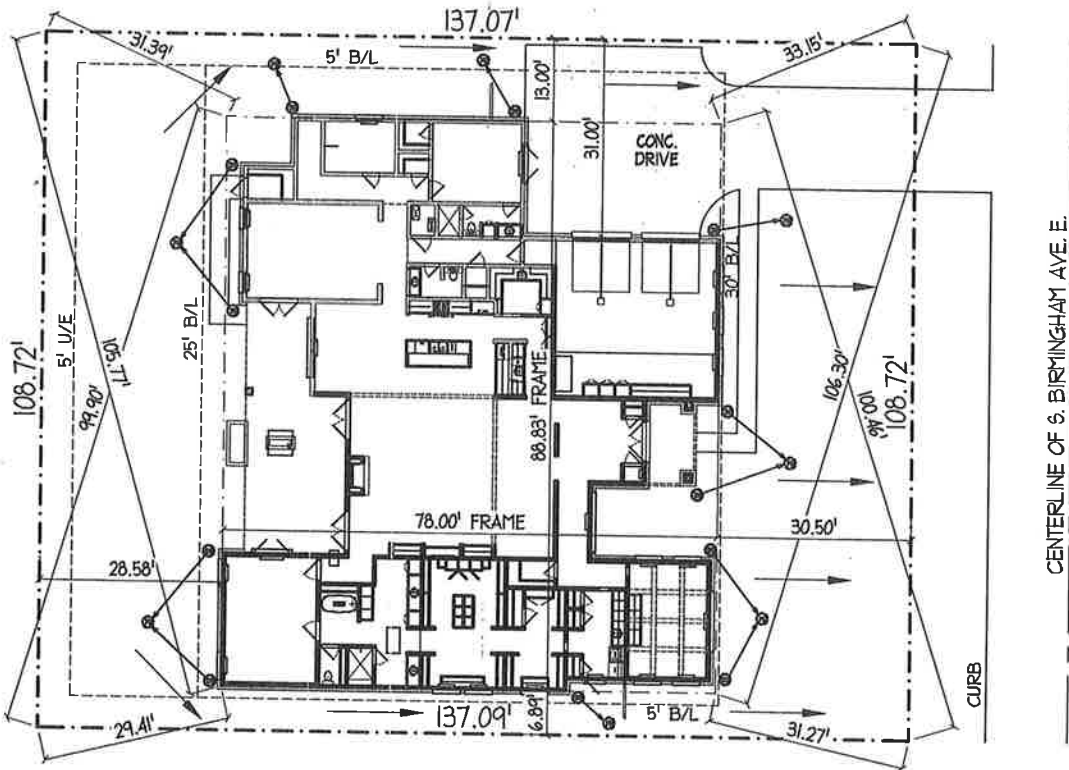 137.07'
31.39'
5' B/L
33.15'
13.00'
31.00'
CONC.
DRIVE
30' B/L
5' U/E
25' B/L
108.72'
105.77'
99.90'
88.83' FRAME
106.30'
100.46'
108.72'
CENTERLINE OF S. BIRMINGHAM AVE. E.
78.00' FRAME
30.50'
28.58'
CURB
29.41'
137.09'
6.89'
5' B/L
31.27'